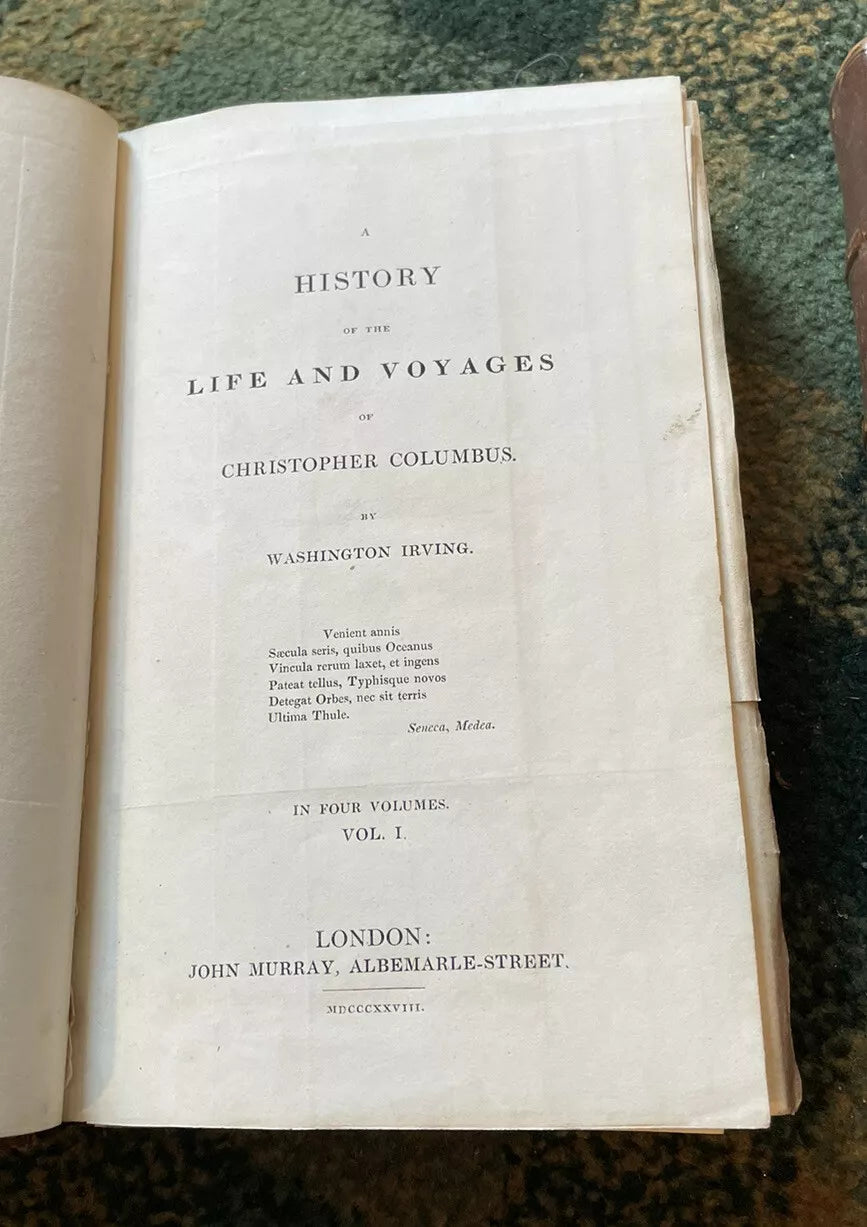 A
HISTORY
OF THE
LIFE AND VOYAGES
OF
CHRISTOPHER COLUMBUS.
BY
WASHINGTON IRVING.
Venient annis
Sæcula seris, quibus Oceanus
Vincula rerum laxet, et ingens
Pateat tellus, Typhisque novos
Detegat Orbes, nec sit terris
Ultima Thule.
Seneca, Medea.
IN FOUR VOLUMES.
VOL. I.
LONDON:
JOHN MURRAY, ALBEMARLE-STREET.
MDCCCXXVIII.